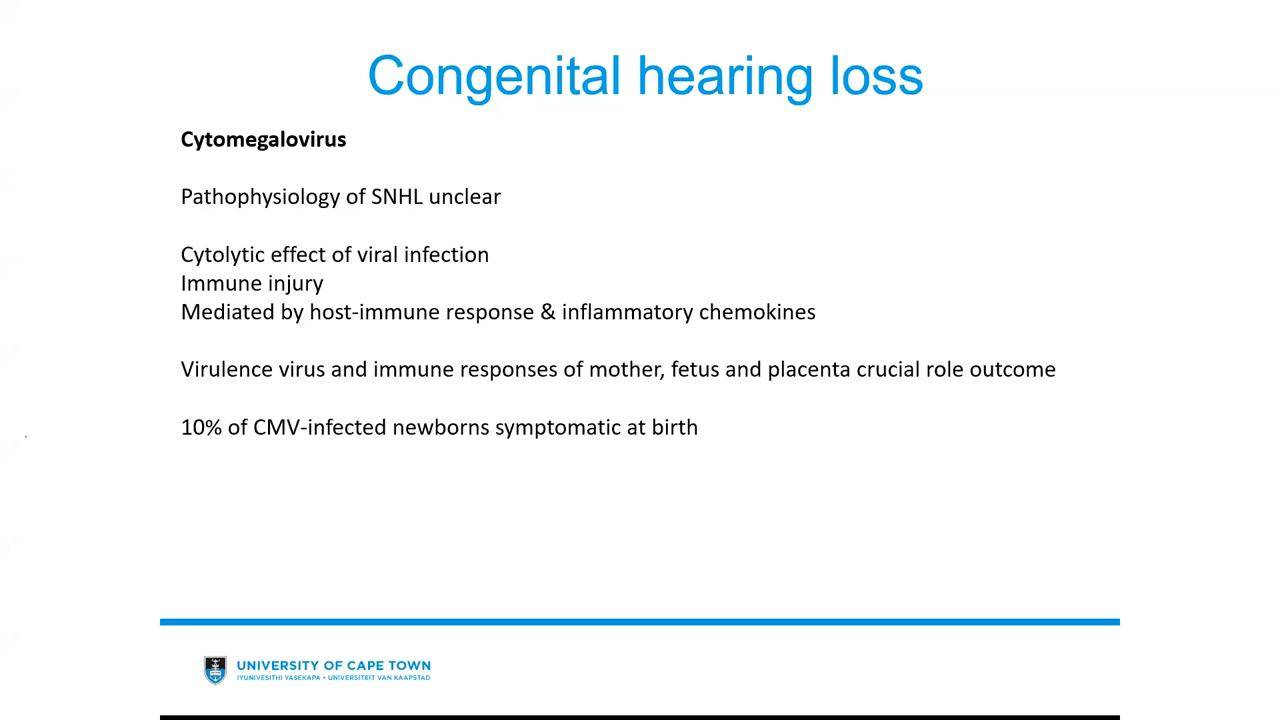 Congenital hearing loss
Cytomegalovirus
Pathophysiology of SNHL unclear
Cytolytic effect of viral infection
Immune injury
Mediated by host-immune response & inflammatory chemokines
Virulence virus and immune responses of mother, fetus and placenta crucial role outcome
10% of CMV-infected newborns symptomatic at birth
UNIVERSITY OF CAPE TOWN
IYUNIVESITHI YASEKAPA • UNIVERSITEIT VAN KAAPSTAD